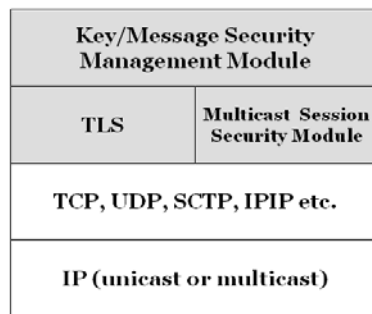 Key/Message Security
Management Module
TLS
Multicast Session
Security Module
TCP, UDP, SCTP, IPIP etc.
IP (unicast or multicast)